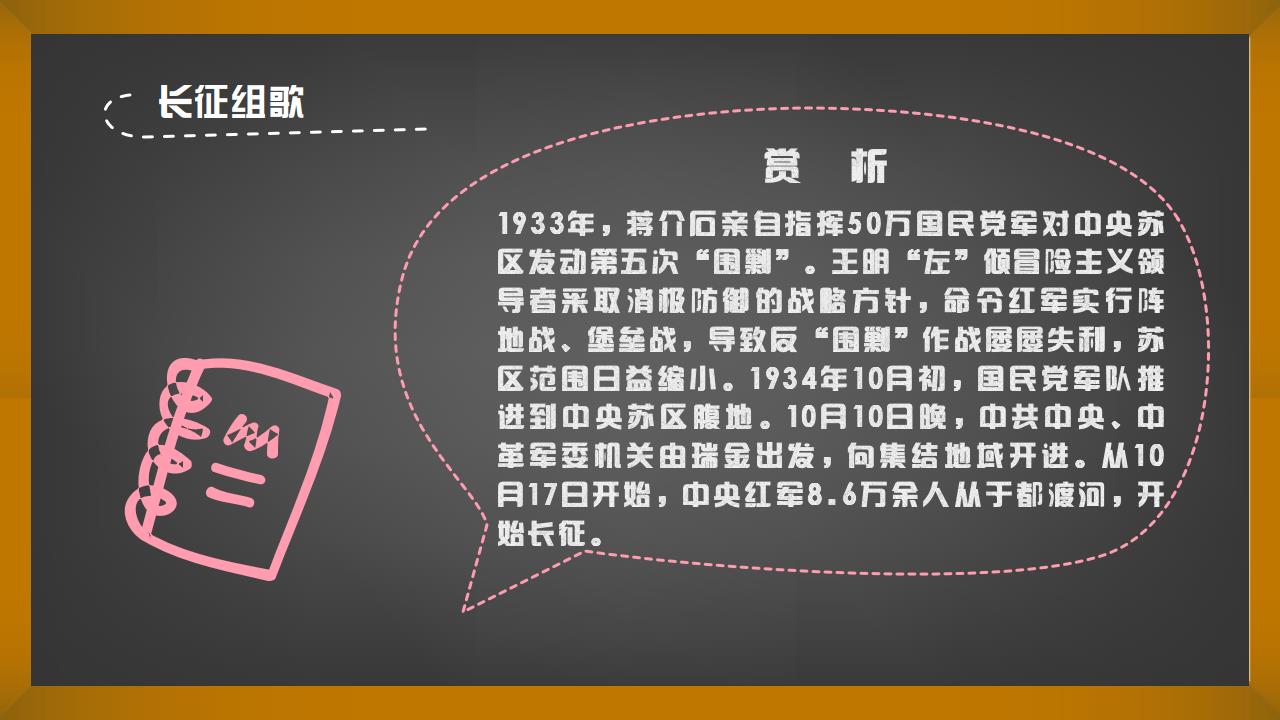 长征组歌
赏 析
1933年，蒋介石亲自指挥50万国民党军对中央苏
区发动第五次“围剿”。王明“左”倾冒险主义领
导者采取消极防御的战略方针，命令红军实行阵
地战、堡垒战，导致反“围剿”作战屡屡失利，苏
区范围日益缩小。1934年10月初，国民党军队推
进到中央苏区腹地。10月10日晚，中共中央、中
革军委机关由瑞金出发，向集结地域开进。从10
月17日开始，中央红军8.6万余人从于都渡河，开
始长征。